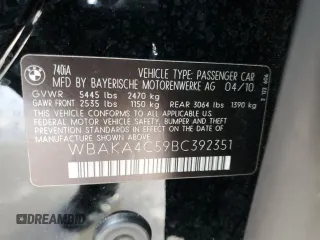 740iA
VEHICLE TYPE: PASSENGER CAR
MFD BY BAYERISCHE MOTORENWERKE AG 04/10
GVWR 5445 lbs 2470 kg
GAWR FRONT 2535 lbs 1150 kg REAR 3064 lbs 1390 kg
THIS VEHICLE CONFORMS TO ALL APPLICABLE FEDERAL
MOTOR VEHICLE SAFETY, BUMPER, AND THEFT PREVENTION
STANDARDS IN EFFECT ON THE DATE OF
MANUFACTURE SHOWN ABOVE.
WBAKA4C59BC392351
©DREAMBID